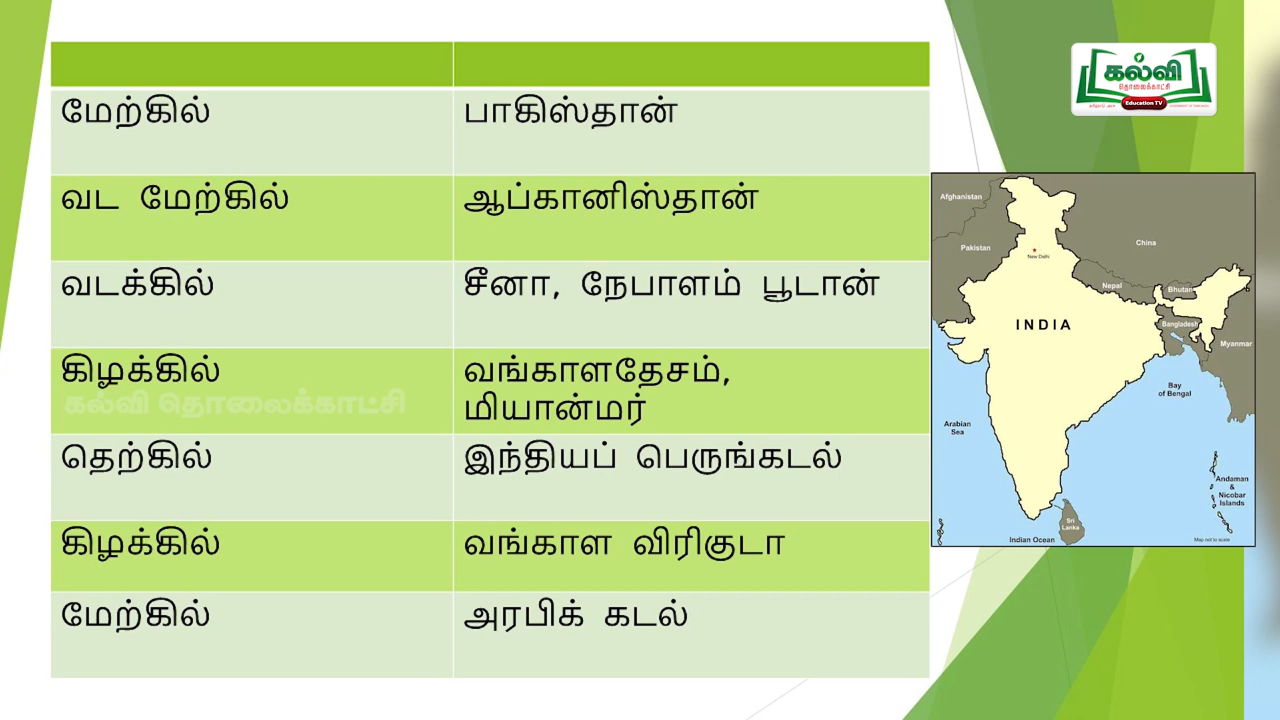 மேற்கில் பாகிஸ்தான்
வட மேற்கில் ஆப்கானிஸ்தான்
வடக்கில் சீனா, நேபாளம் பூடான்
கிழக்கில் வங்காளதேசம்,
மியான்மர்
கல்வி தொலைக்காட்சி
தெற்கில் இந்தியப் பெருங்கடல்
கிழக்கில் வங்காள விரிகுடா
மேற்கில் அரபிக் கடல்
கல்வி
தொலைக்காட்சி
Education TV
Afghanistan
China
Pakistan
New Delhi
Nepal
Bhutan
INDIA
Bangladesh
Myanmar
Bay
of Bengal
Arabian
Sea
Andaman
&
Nicobar
Islands
Sri
Lanka
Indian Ocean
Map not to scale